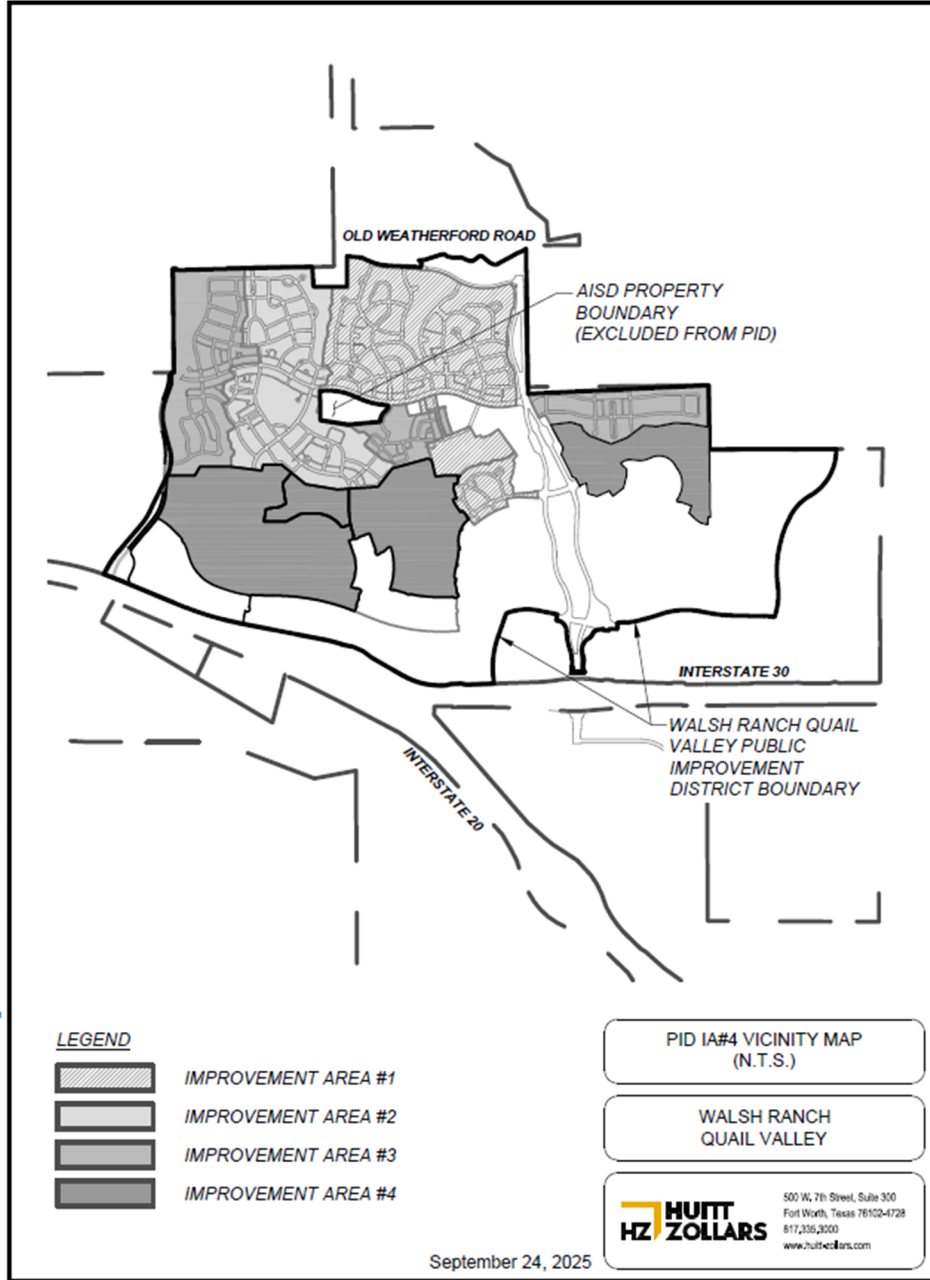 OLD WEATHERFORD ROAD
AISD PROPERTY
BOUNDARY
(EXCLUDED FROM PID)
INTERSTATE 30
WALSH RANCH QUAIL
VALLEY PUBLIC
IMPROVEMENT
DISTRICT BOUNDARY
INTERSTATE 20
LEGEND
IMPROVEMENT AREA #1
IMPROVEMENT AREA #2
IMPROVEMENT AREA #3
IMPROVEMENT AREA #4
PID IA#4 VICINITY MAP
(N.T.S.)
WALSH RANCH
QUAIL VALLEY
HZ HUITT
ZOLLARS
500 W. 7th Street, Suite 300
Fort Worth, Texas 76102-4728
817.335.3000
www.huitt-zollars.com
September 24, 2025